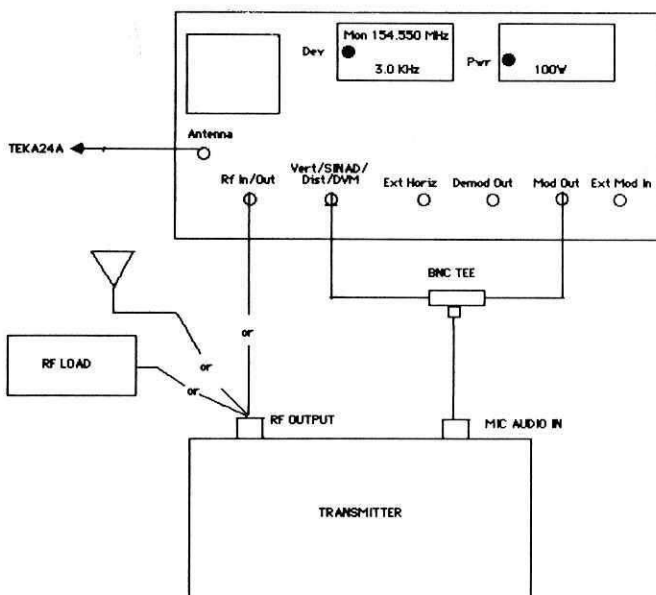 Mon 154.550 MHz
Dev
3.0 KHz
Pwr
100W
Antenna
TEKA24A
Rf In/Out
Vert/SINAD/
Dist/DVM
Ext Horiz
Demod Out
Mod Out
Ext Mod In
BNC TEE
or
RF LOAD
or
or
RF OUTPUT
MIC AUDIO IN
TRANSMITTER